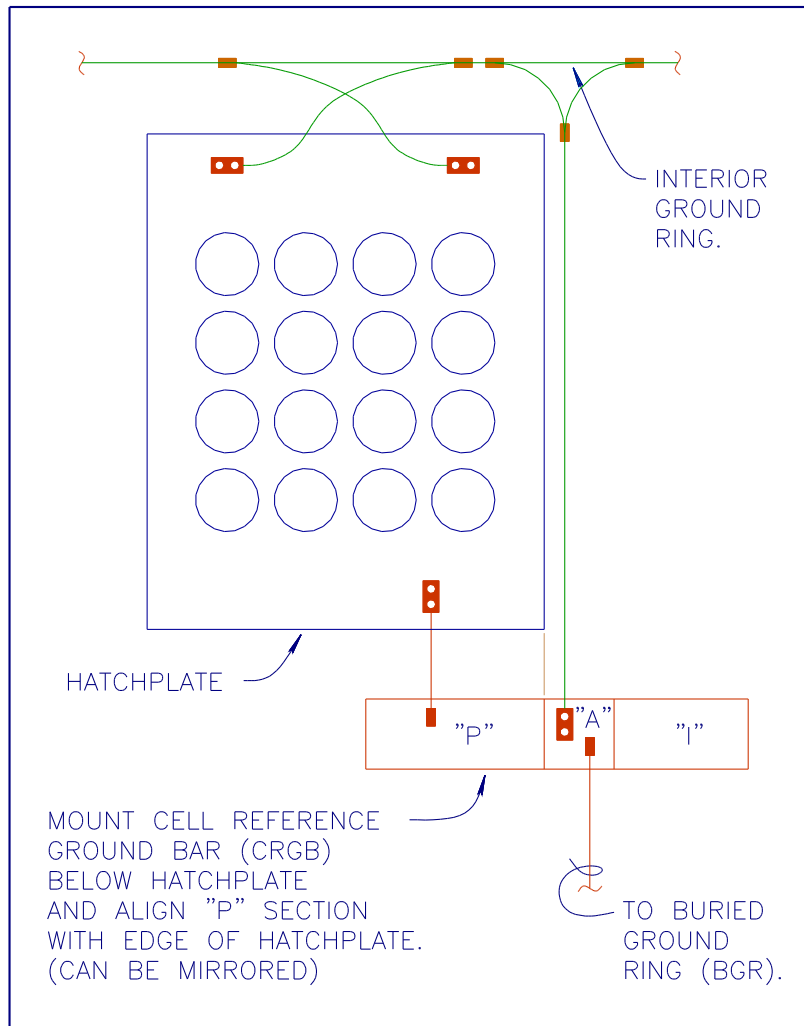 INTERIOR
GROUND
RING.
HATCHPLATE
"P"
"A"
"I"
MOUNT CELL REFERENCE
GROUND BAR (CRGB)
BELOW HATCHPLATE
AND ALIGN "P" SECTION
WITH EDGE OF HATCHPLATE.
(CAN BE MIRRORED)
TO BURIED
GROUND
RING (BGR).